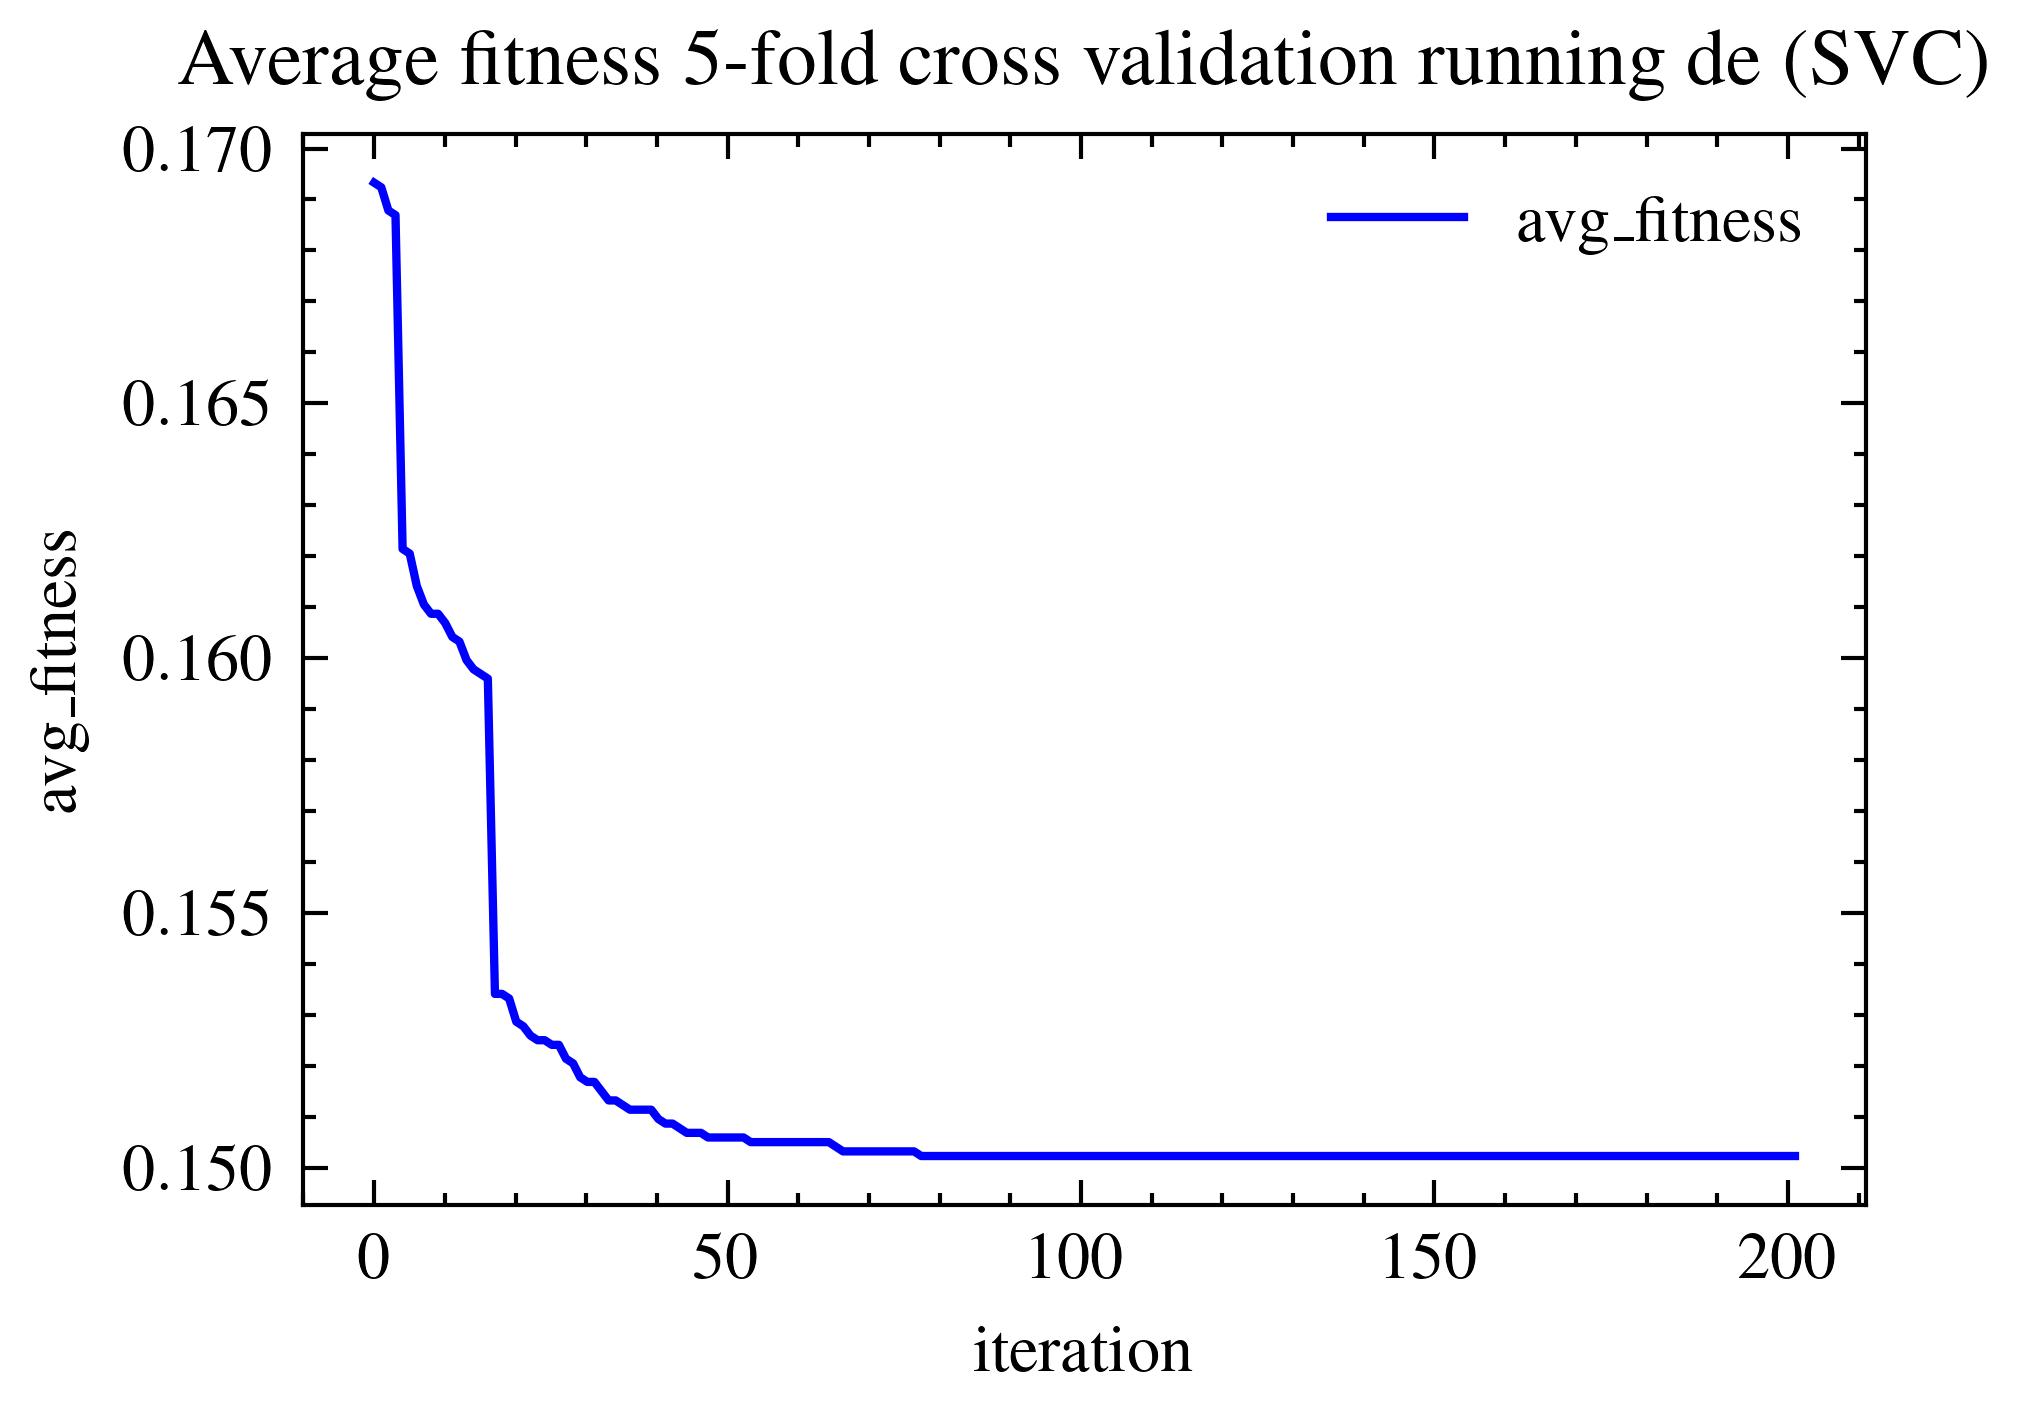 Average fitness 5-fold cross validation running de (SVC)
0.170
avg_fitness
0.165
0.160
0.155
0.150
avg_fitness
0 50 100 150 200
iteration